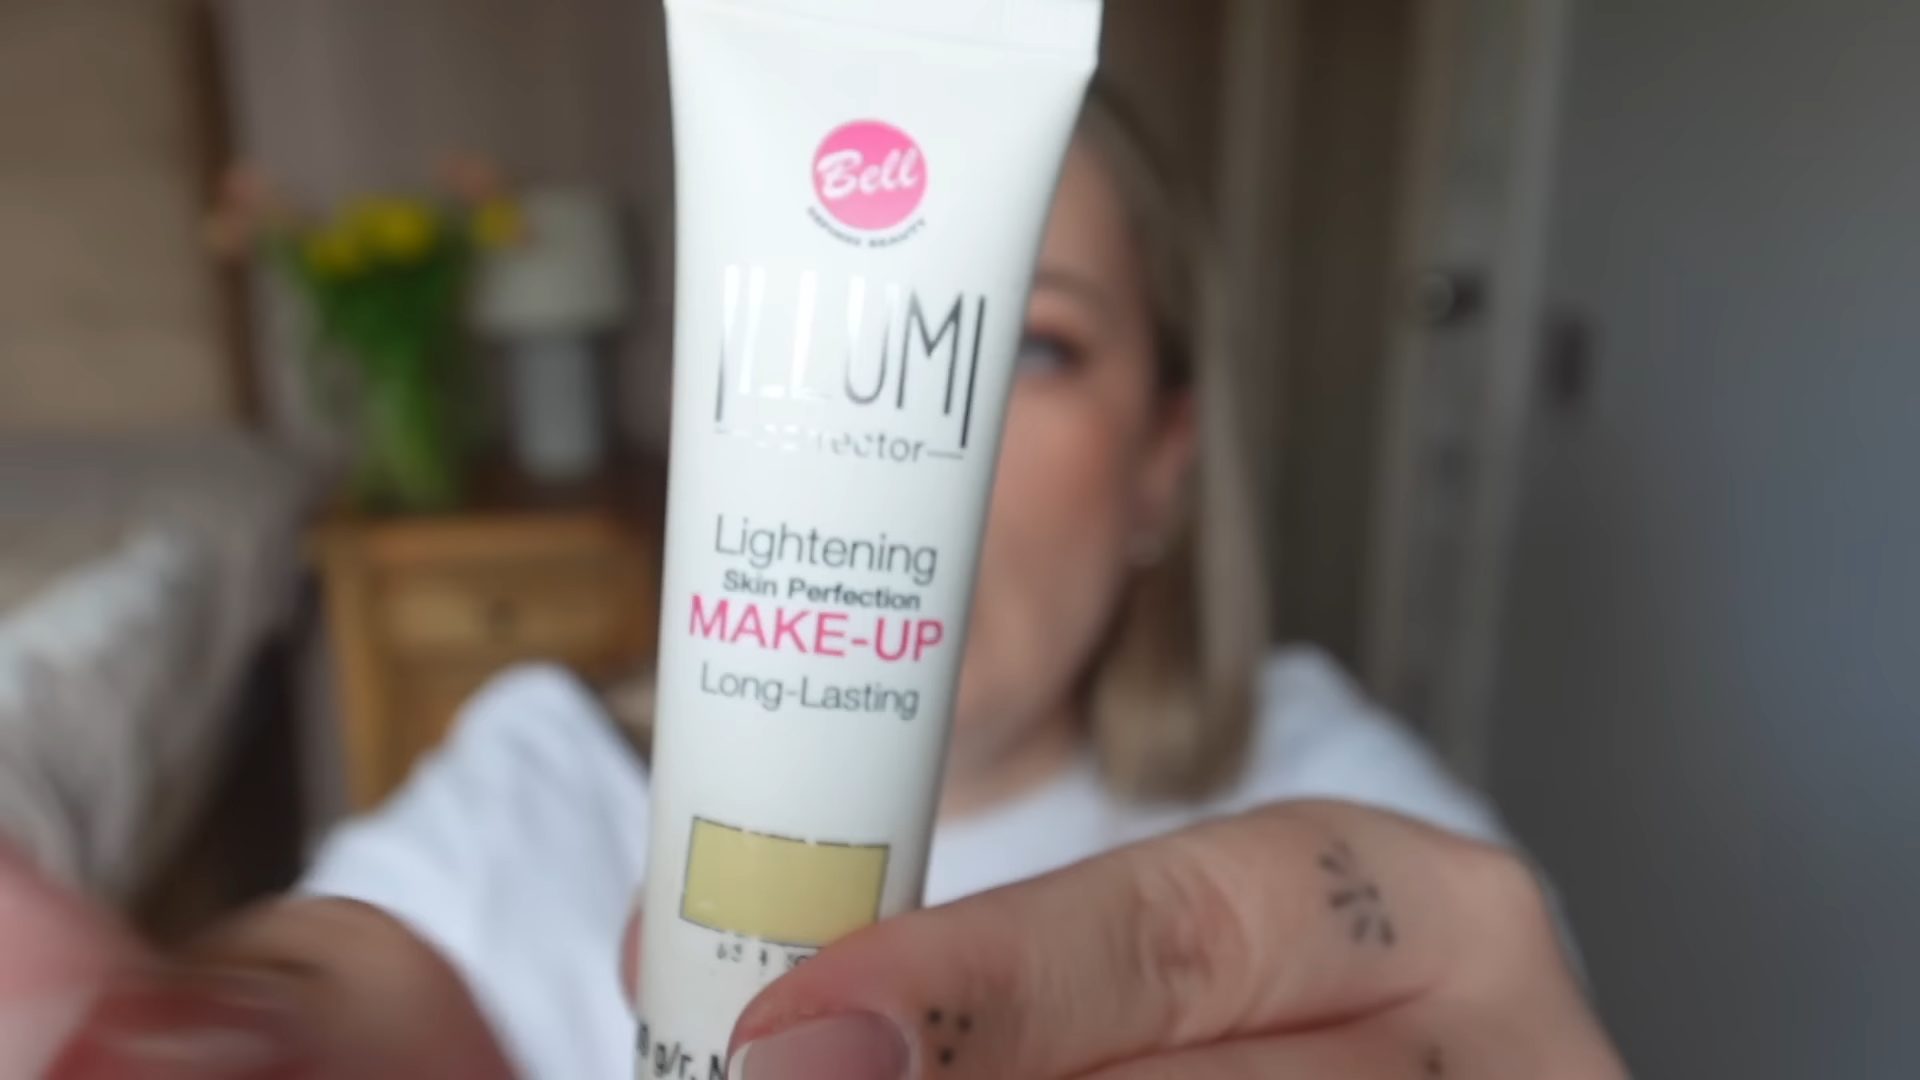 Bell
ILLUMI
Lightening
Skin Perfection
MAKE-UP
Long-Lasting
g/r.